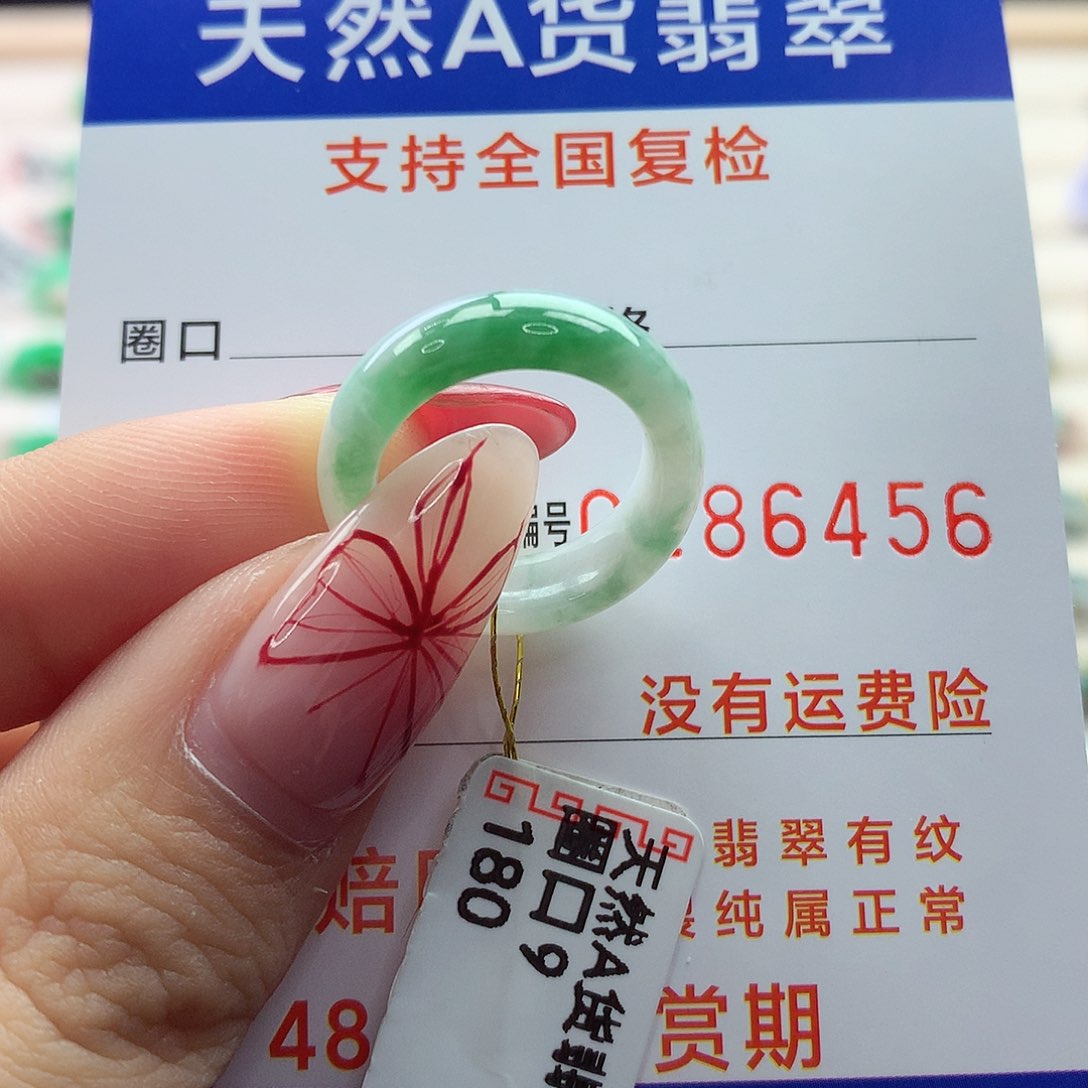 天然A货翡翠
支持全国复检
圈口
编号 86456
没有运费险
赔 翡翠有纹
纯属正常
48 赏期
天然A货翡
圈口9
180